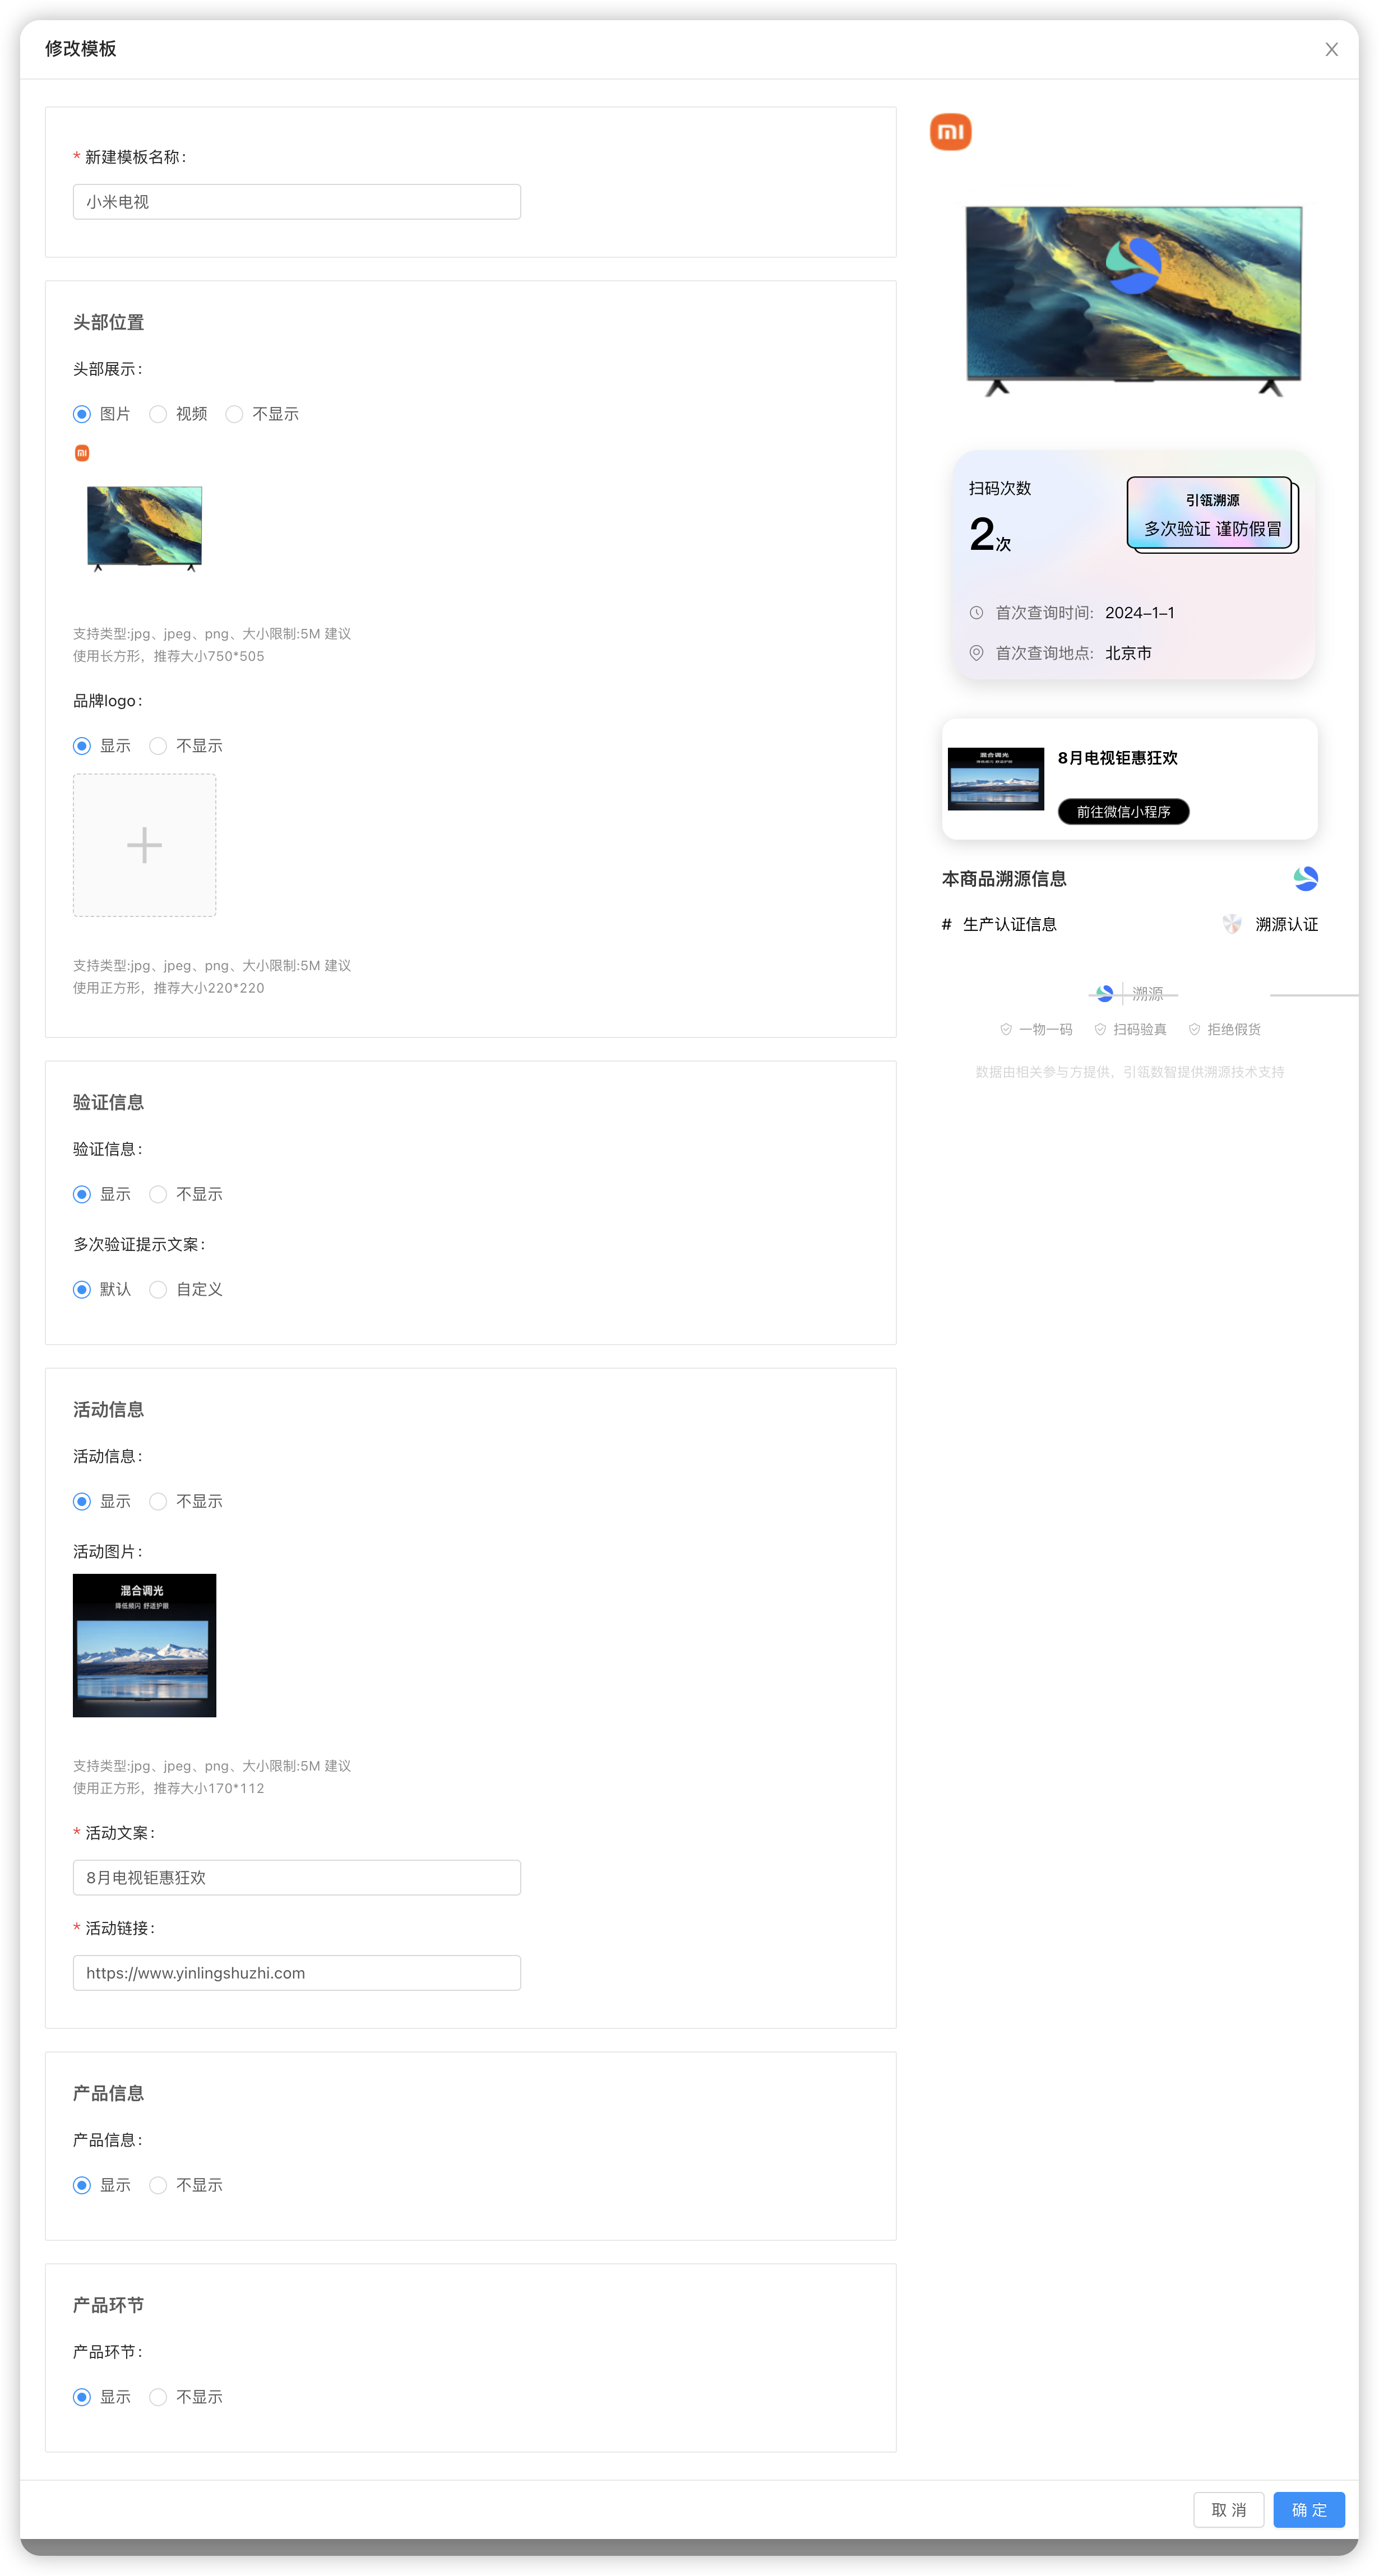 修改模板
* 新建模板名称：
小米电视
头部位置
头部展示：
图片 视频 不显示
支持类型:jpg、jpeg、png、大小限制:5M 建议
使用长方形，推荐大小750*505
品牌logo：
显示 不显示
支持类型:jpg、jpeg、png、大小限制:5M 建议
使用正方形，推荐大小220*220
验证信息
验证信息：
显示 不显示
多次验证提示文案：
默认 自定义
活动信息
活动信息：
显示 不显示
活动图片：
混合调光
降低频闪 舒适护眼
支持类型:jpg、jpeg、png、大小限制:5M 建议
使用正方形，推荐大小170*112
* 活动文案：
8月电视钜惠狂欢
* 活动链接：
https://www.yinlingshuzhi.com
产品信息
产品信息：
显示 不显示
产品环节
产品环节：
显示 不显示
扫码次数
2次
引瓴溯源
多次验证 谨防假冒
首次查询时间: 2024-1-1
首次查询地点: 北京市
混合调光
降低频闪 舒适护眼
8月电视钜惠狂欢
前往微信小程序
本商品溯源信息
# 生产认证信息 溯源认证
溯源
一物一码 扫码验真 拒绝假货
数据由相关参与方提供，引瓴数智提供溯源技术支持
取 消 确 定